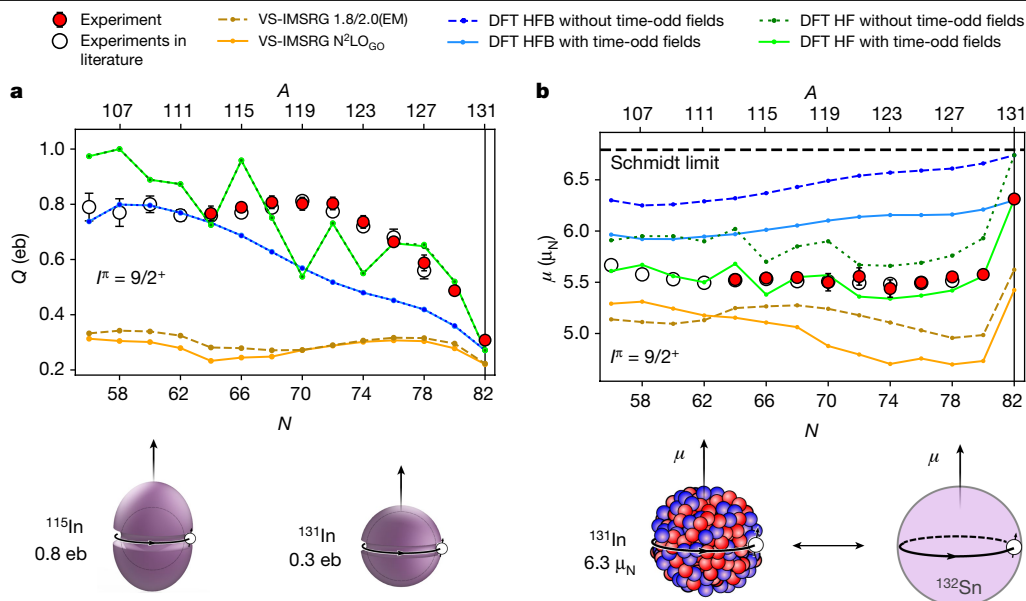 Experiment
Experiments in
literature
VS-IMSRG 1.8/2.0(EM)
VS-IMSRG N²LO_GO
DFT HFB without time-odd fields
DFT HFB with time-odd fields
DFT HF without time-odd fields
DFT HF with time-odd fields
a
A
107 111 115 119 123 127 131
1.0
0.8
0.6
0.4
0.2
Q (eb)
I^π = 9/2⁺
58 62 66 70 74 78 82
N
b
A
107 111 115 119 123 127 131
Schmidt limit
6.5
6.0
5.5
5.0
μ (μ_N)
I^π = 9/2⁺
58 62 66 70 74 78 82
N
¹¹⁵In
0.8 eb
¹³¹In
0.3 eb
μ
¹³¹In
6.3 μ_N
μ
¹³²Sn